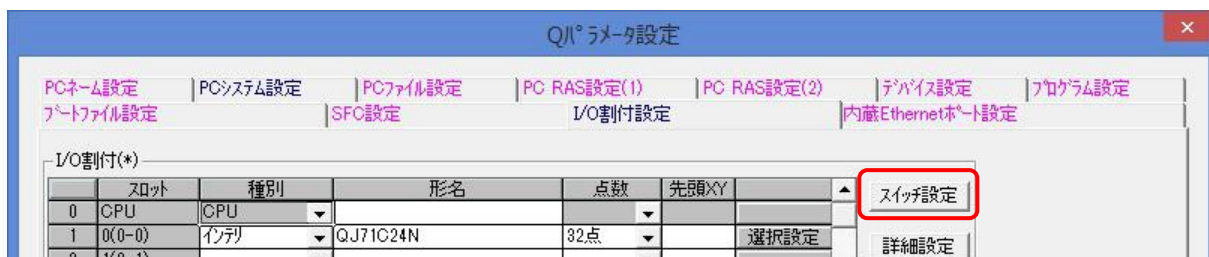 Qパラメータ設定
PCネーム設定 PCシステム設定 PCファイル設定 PC RAS設定(1) PC RAS設定(2) デバイス設定 プログラム設定
ブートファイル設定 SFC設定 I/O割付設定 内蔵Ethernetポート設定
I/O割付(*)
スロット 種別 形名 点数 先頭XY
スイッチ設定
0 CPU CPU
1 0(0-0) インテリ QJ71C24N 32点 選択設定
詳細設定